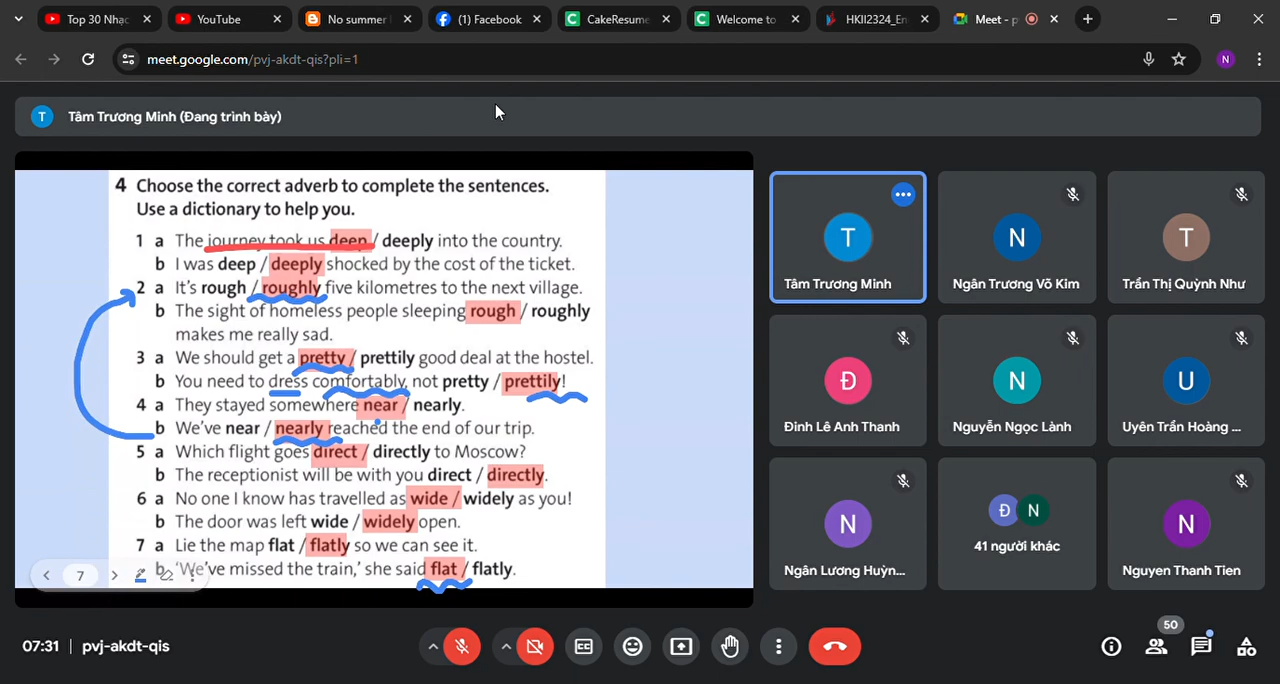 Top 30 Nhạc
YouTube
No summer
(1) Facebook
CakeResume
Welcome to
HKII2324_En
Meet - p
meet.google.com/pvj-akdt-qis?pli=1
N
T Tâm Trương Minh (Đang trình bày)
4 Choose the correct adverb to complete the sentences.
Use a dictionary to help you.
1 a The journey took us deep / deeply into the country.
b I was deep / deeply shocked by the cost of the ticket.
2 a It's rough / roughly five kilometres to the next village.
b The sight of homeless people sleeping rough / roughly
makes me really sad.
3 a We should get a pretty / prettily good deal at the hostel.
b You need to dress comfortably, not pretty / prettily!
4 a They stayed somewhere near / nearly.
b We've near / nearly reached the end of our trip.
5 a Which flight goes direct / directly to Moscow?
b The receptionist will be with you direct / directly.
6 a No one I know has travelled as wide / widely as you!
b The door was left wide / widely open.
7 a Lie the map flat / flatly so we can see it.
b 'We've missed the train,' she said flat / flatly.
7
T
Tâm Trương Minh
N
Ngân Trương Võ Kim
T
Trần Thị Quỳnh Như
Đ
Đinh Lê Anh Thanh
N
Nguyễn Ngọc Lành
U
Uyên Trần Hoàng ...
N
Ngân Lương Huỳn...
Đ N
41 người khác
N
Nguyen Thanh Tien
07:31 | pvj-akdt-qis
50